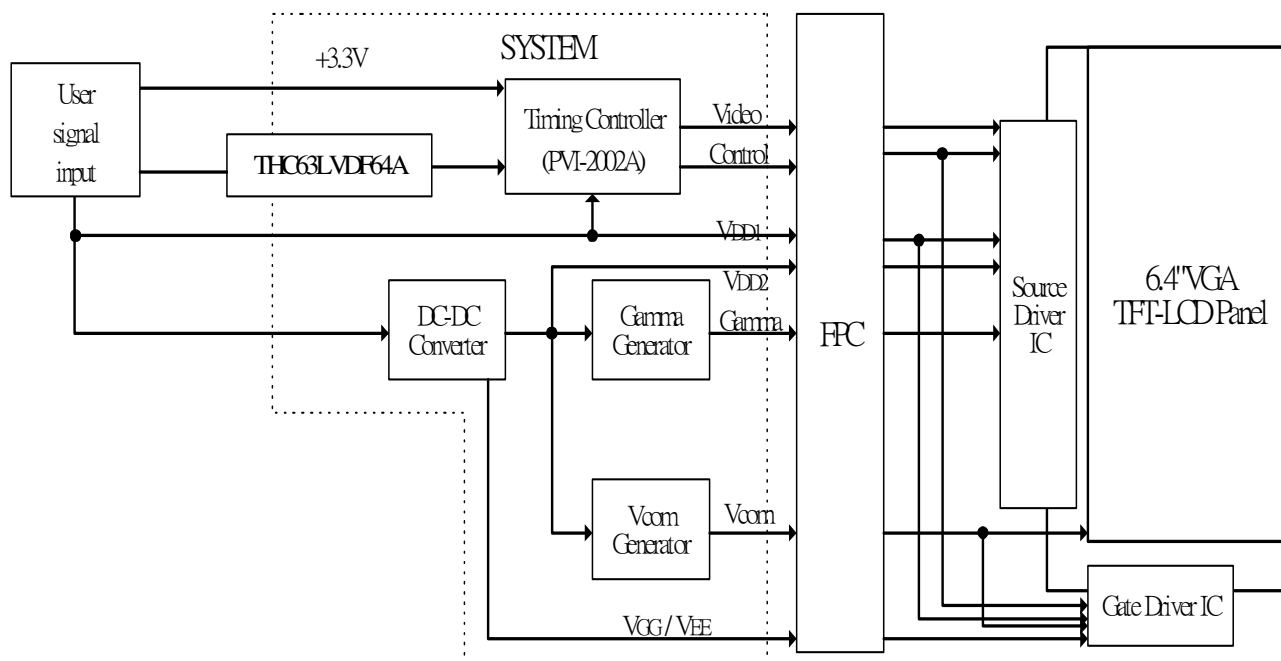 SYSTEM
+3.3V
User
signal
input
THC63LVDF64A
Timing Controller
(PVI-2002A)
Video
Control
VDD1
VDD2
DC-DC
Converter
Gamma
Generator
Gamma
Vcom
Generator
Vcom
VGG / VEE
FPC
Source
Driver
IC
6.4"VGA
TFT-LCD Panel
Gate Driver IC